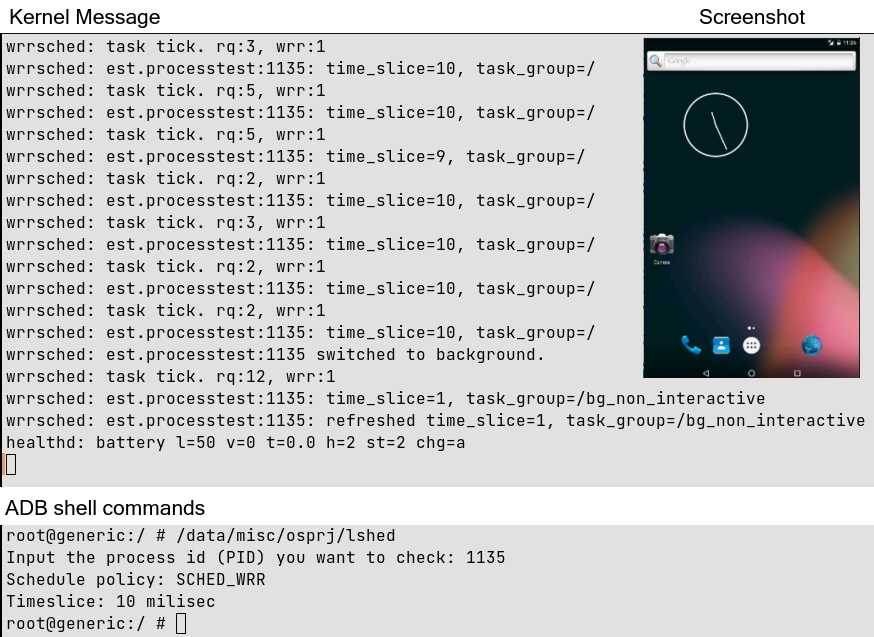 Kernel Message
Screenshot
wrrsched: task tick. rq:3, wrr:1
wrrsched: est.processtest:1135: time_slice=10, task_group=/
wrrsched: task tick. rq:5, wrr:1
wrrsched: est.processtest:1135: time_slice=10, task_group=/
wrrsched: task tick. rq:5, wrr:1
wrrsched: est.processtest:1135: time_slice=9, task_group=/
wrrsched: task tick. rq:2, wrr:1
wrrsched: est.processtest:1135: time_slice=10, task_group=/
wrrsched: task tick. rq:3, wrr:1
wrrsched: est.processtest:1135: time_slice=10, task_group=/
wrrsched: task tick. rq:2, wrr:1
wrrsched: est.processtest:1135: time_slice=10, task_group=/
wrrsched: task tick. rq:2, wrr:1
wrrsched: est.processtest:1135: time_slice=10, task_group=/
wrrsched: est.processtest:1135 switched to background.
wrrsched: task tick. rq:12, wrr:1
wrrsched: est.processtest:1135: time_slice=1, task_group=/bg_non_interactive
wrrsched: est.processtest:1135: refreshed time_slice=1, task_group=/bg_non_interactive
healthd: battery l=50 v=0 t=0.0 h=2 st=2 chg=a
Google
Camera
ADB shell commands
root@generic:/ # /data/misc/osprj/lshed
Input the process id (PID) you want to check: 1135
Schedule policy: SCHED_WRR
Timeslice: 10 milisec
root@generic:/ #